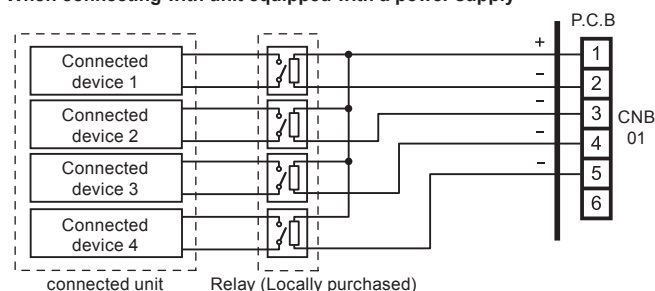 When connecting with unit equipped with a power supply
P.C.B
Connected
device 1
Connected
device 2
Connected
device 3
Connected
device 4
+
−
−
−
−
1
2
3
4
5
6
CNB
01
connected unit
Relay (Locally purchased)